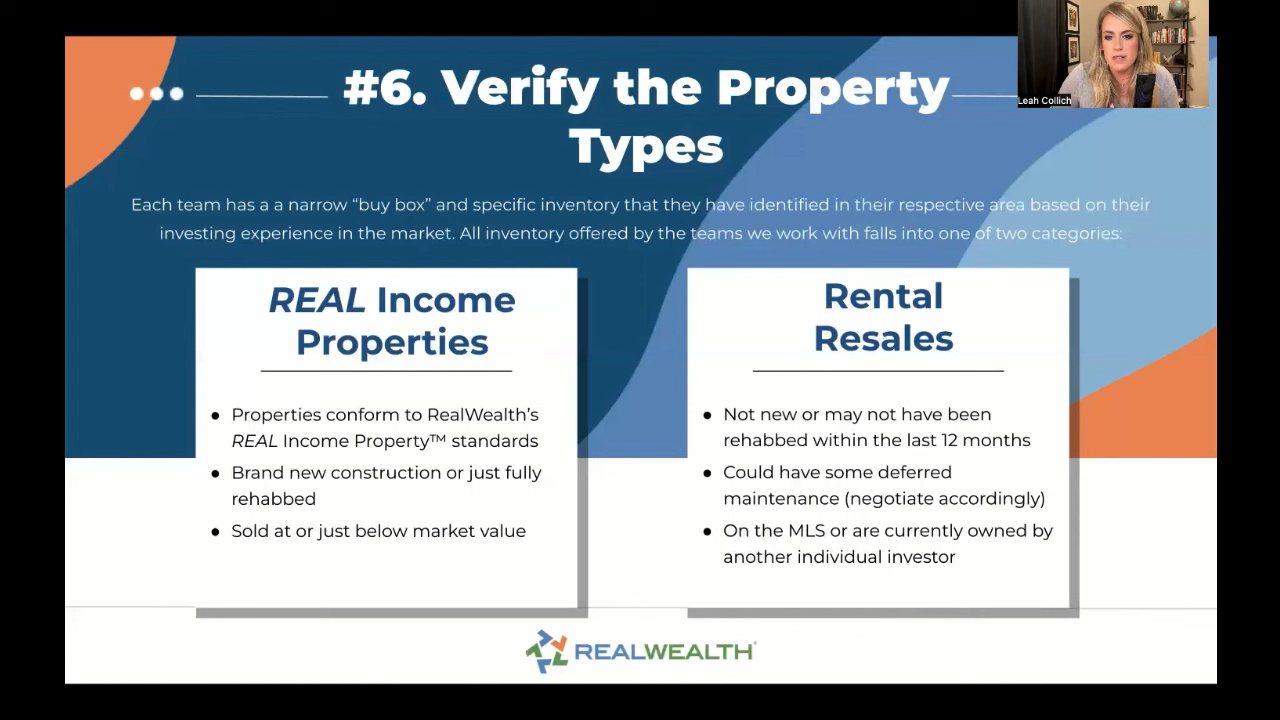 #6. Verify the Property
Types
Leah Collich
Each team has a a narrow “buy box” and specific inventory that they have identified in their respective area based on their
investing experience in the market. All inventory offered by the teams we work with falls into one of two categories:
REAL Income
Properties
● Properties conform to RealWealth’s
REAL Income Property™ standards
● Brand new construction or just fully
rehabbed
● Sold at or just below market value
Rental
Resales
● Not new or may not have been
rehabbed within the last 12 months
● Could have some deferred
maintenance (negotiate accordingly)
● On the MLS or are currently owned by
another individual investor
REALWEALTH®